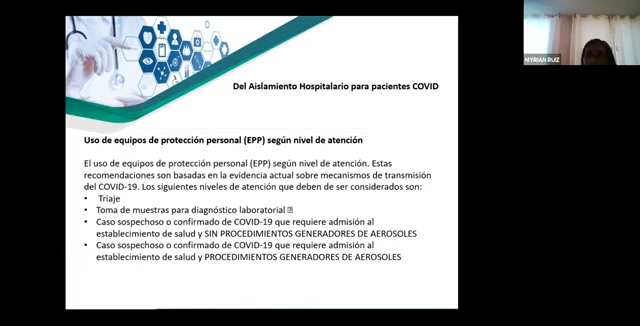 MYRIAN RUIZ
Del Aislamiento Hospitalario para pacientes COVID
Uso de equipos de protección personal (EPP) según nivel de atención
El uso de equipos de protección personal (EPP) según nivel de atención. Estas
recomendaciones son basadas en la evidencia actual sobre mecanismos de transmisión
del COVID-19. Los siguientes niveles de atención que deben de ser considerados son:
• Triaje
• Toma de muestras para diagnóstico laboratorial
• Caso sospechoso o confirmado de COVID-19 que requiere admisión al
establecimiento de salud y SIN PROCEDIMIENTOS GENERADORES DE AEROSOLES
• Caso sospechoso o confirmado de COVID-19 que requiere admisión al
establecimiento de salud y PROCEDIMIENTOS GENERADORES DE AEROSOLES